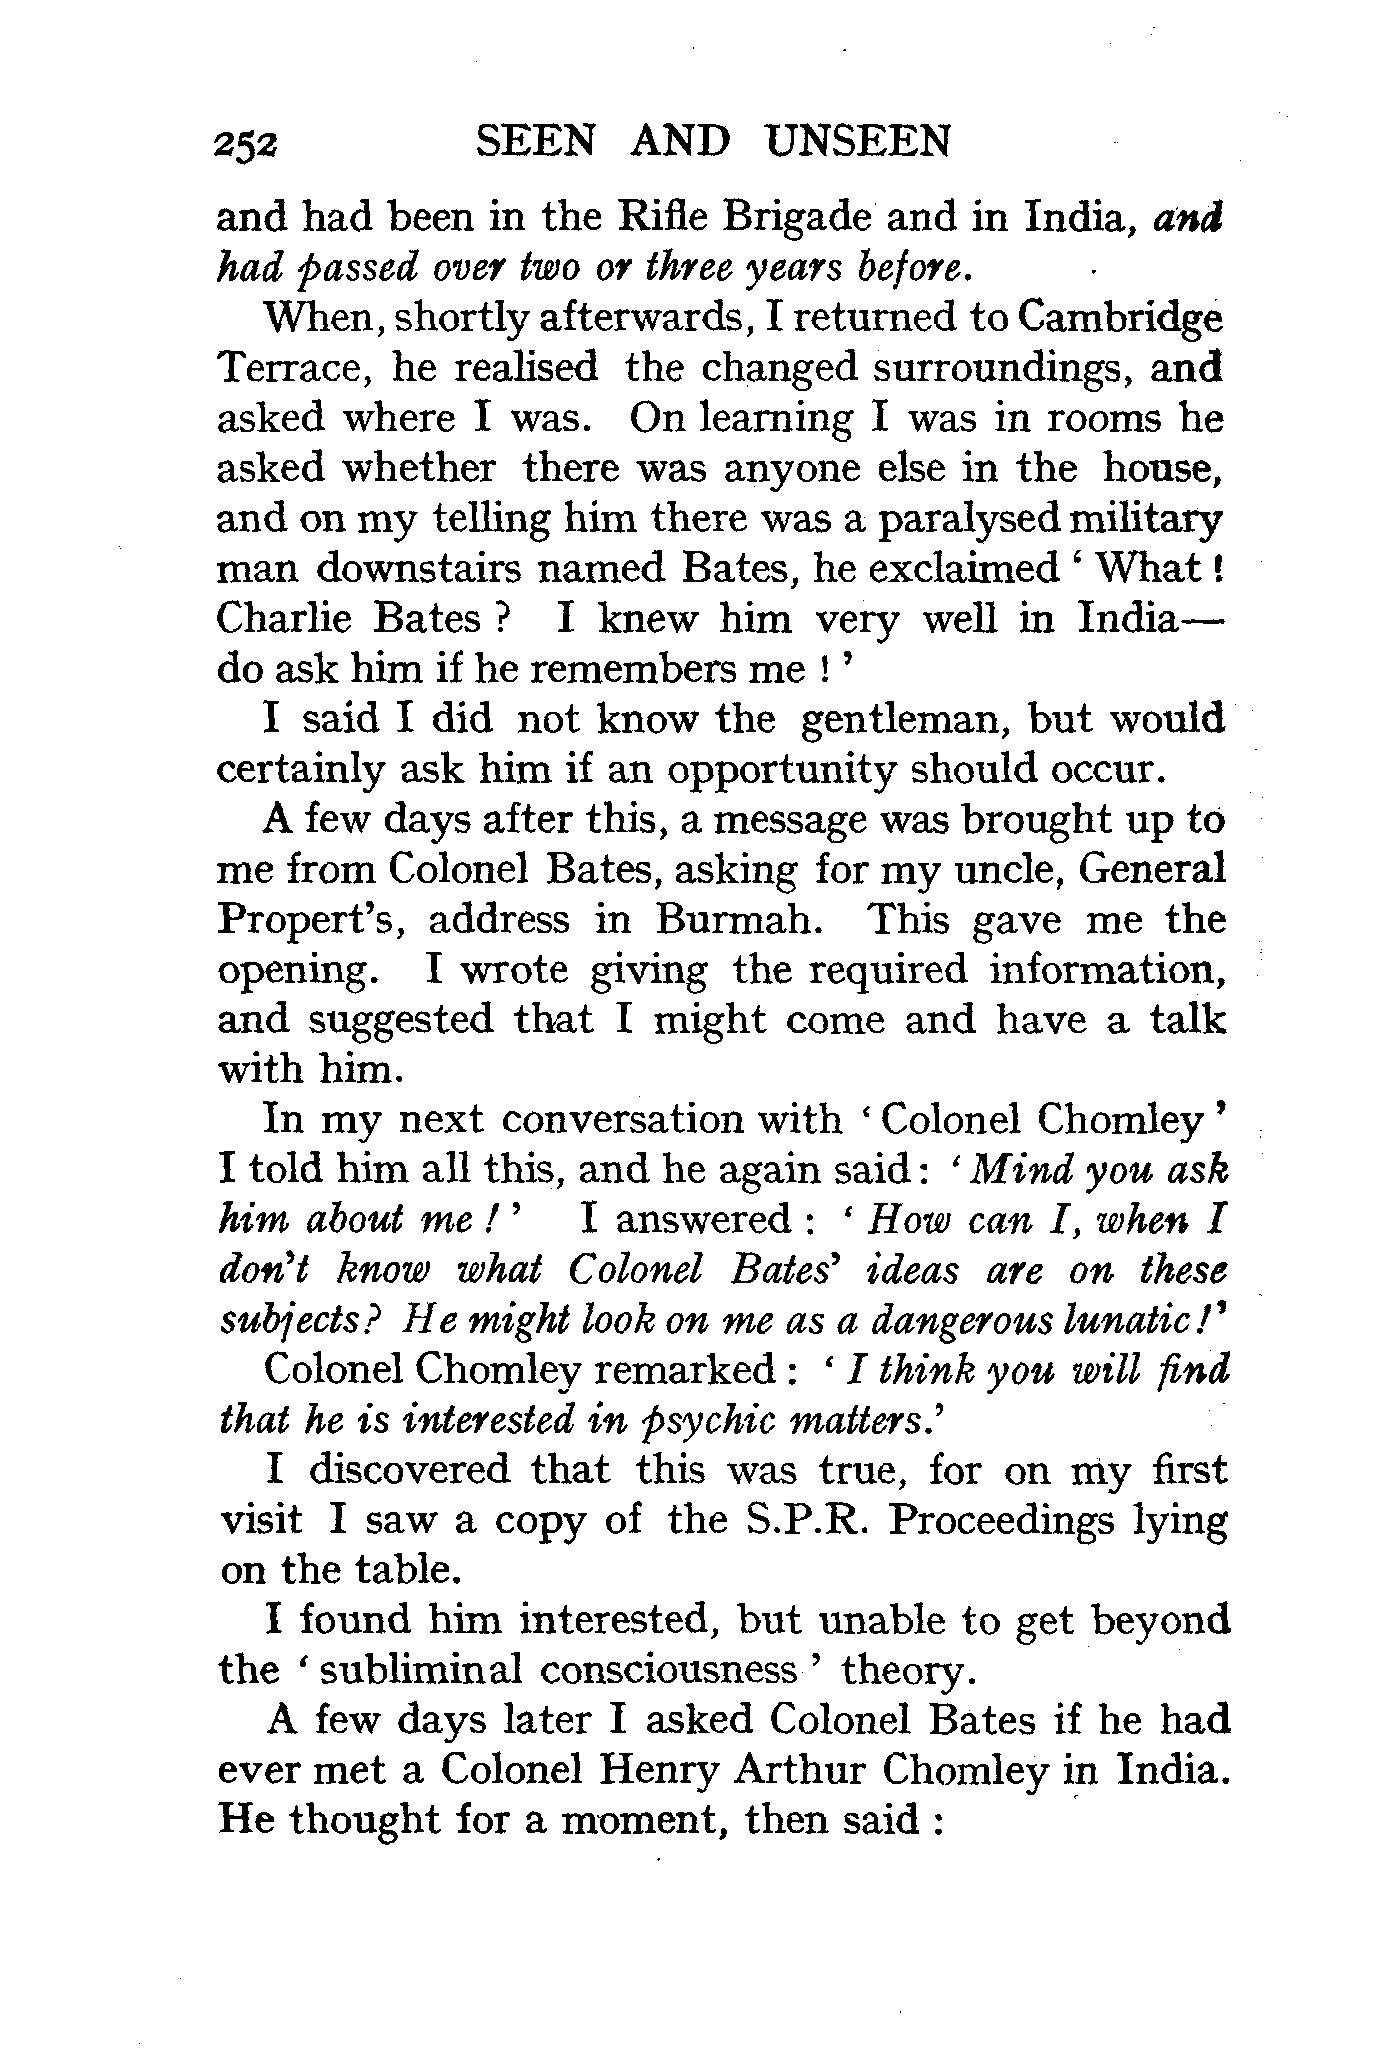 252 SEEN AND UNSEEN
and had been in the Rifle Brigade and in India, and
had passed over two or three years before.
When, shortly afterwards, I returned to Cambridge
Terrace, he realised the changed surroundings, and
asked where I was. On learning I was in rooms he
asked whether there was anyone else in the house,
and on my telling him there was a paralysed military
man downstairs named Bates, he exclaimed ‘ What !
Charlie Bates ? I knew him very well in India—
do ask him if he remembers me ! ’
I said I did not know the gentleman, but would
certainly ask him if an opportunity should occur.
A few days after this, a message was brought up to
me from Colonel Bates, asking for my uncle, General
Propert’s, address in Burmah. This gave me the
opening. I wrote giving the required information,
and suggested that I might come and have a talk
with him.
In my next conversation with ‘ Colonel Chomley ’
I told him all this, and he again said : ‘ Mind you ask
him about me ! ’ I answered : ‘ How can I, when I
don’t know what Colonel Bates’ ideas are on these
subjects? He might look on me as a dangerous lunatic !’
Colonel Chomley remarked : ‘ I think you will find
that he is interested in psychic matters.’
I discovered that this was true, for on my first
visit I saw a copy of the S.P.R. Proceedings lying
on the table.
I found him interested, but unable to get beyond
the ‘ subliminal consciousness ’ theory.
A few days later I asked Colonel Bates if he had
ever met a Colonel Henry Arthur Chomley in India.
He thought for a moment, then said :